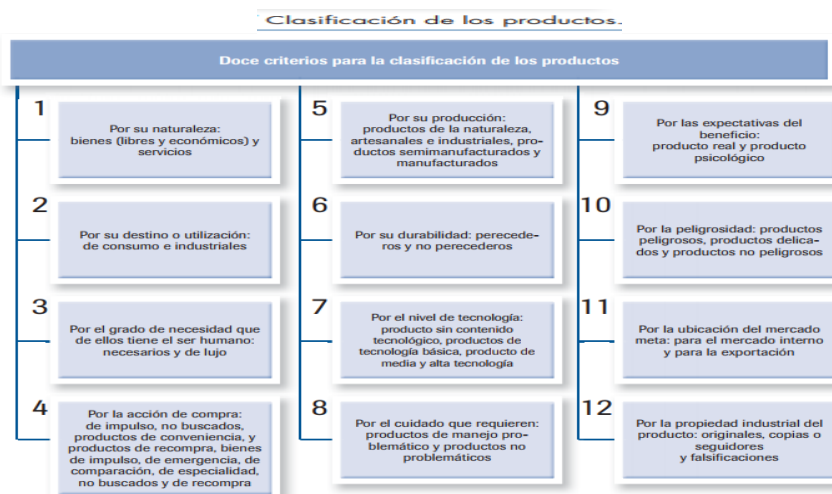 Clasificación de los productos.
Doce criterios para la clasificación de los productos
1
Por su naturaleza:
bienes (libres y económicos) y
servicios
2
Por su destino o utilización:
de consumo e industriales
3
Por el grado de necesidad que
de ellos tiene el ser humano:
necesarios y de lujo
4
Por la acción de compra:
de impulso, no buscados,
productos de conveniencia, y
productos de recompra, bienes
de impulso, de emergencia, de
comparación, de especialidad,
no buscados y de recompra
5
Por su producción:
productos de la naturaleza,
artesanales e industriales, pro-
ductos semimanufacturados y
manufacturados
6
Por su durabilidad: perecede-
ros y no perecederos
7
Por el nivel de tecnología:
producto sin contenido
tecnológico, productos de
tecnología básica, producto de
media y alta tecnología
8
Por el cuidado que requieren:
productos de manejo pro-
blemático y productos no
problemáticos
9
Por las expectativas del
beneficio:
producto real y producto
psicológico
10
Por la peligrosidad: productos
peligrosos, productos delica-
dos y productos no peligrosos
11
Por la ubicación del mercado
meta: para el mercado interno
y para la exportación
12
Por la propiedad industrial del
producto: originales, copias o
seguidores
y falsificaciones